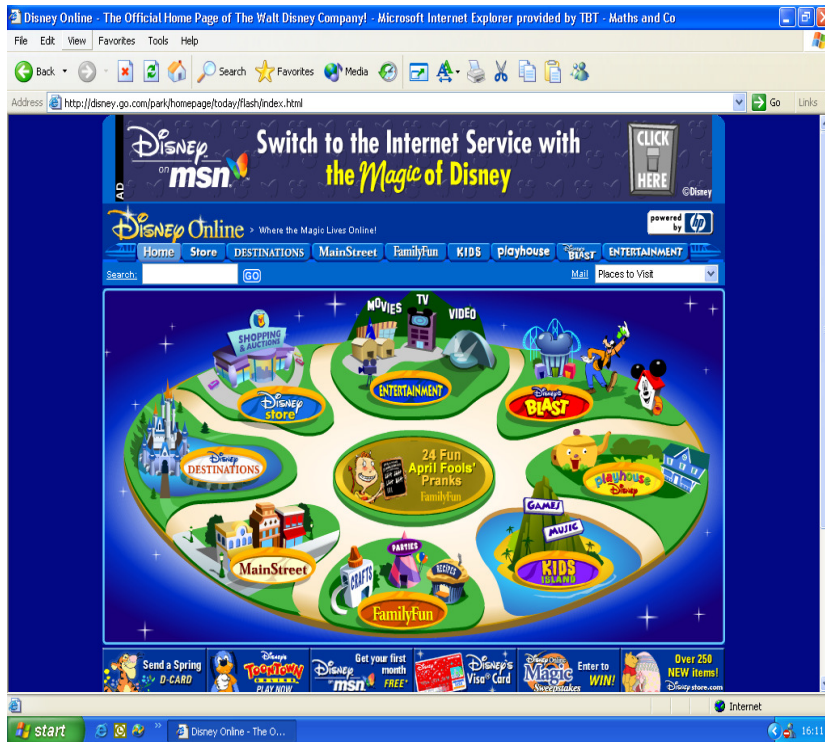 Disney Online - The Official Home Page of The Walt Disney Company! - Microsoft Internet Explorer provided by TBT - Maths and Co
File Edit View Favorites Tools Help
Back Search Favorites Media
Address http://disney.go.com/park/homepage/today/flash/index.html Go Links
AD
Disney on msn
Switch to the Internet Service with
the Magic of Disney
CLICK
HERE
©Disney
Disney Online > Where the Magic Lives Online!
powered
by hp
Home Store DESTINATIONS MainStreet FamilyFun KIDS playhouse Disney's BLAST ENTERTAINMENT
Search: GO Mail Places to Visit
MOVIES TV VIDEO
SHOPPING
& AUCTIONS
Disney
store
ENTERTAINMENT
Disney's
BLAST
Disney
DESTINATIONS
24 Fun
April Fools'
Pranks
FamilyFun
playhouse
Disney
GAMES
MUSIC
KIDS
ISLAND
MainStreet
CRAFTS
PARTIES
RECIPES
FamilyFun
Send a Spring
D-CARD
Disney's
TOONTOWN
ONLINE
PLAY NOW
Disney on msn
Get your first
month
FREE*
Disney's
Visa® Card
Disney Online
Magic
Sweepstakes
Enter to
WIN!
Over 250
NEW items!
Disneystore.com
Internet
start
Disney Online - The O...
16:11